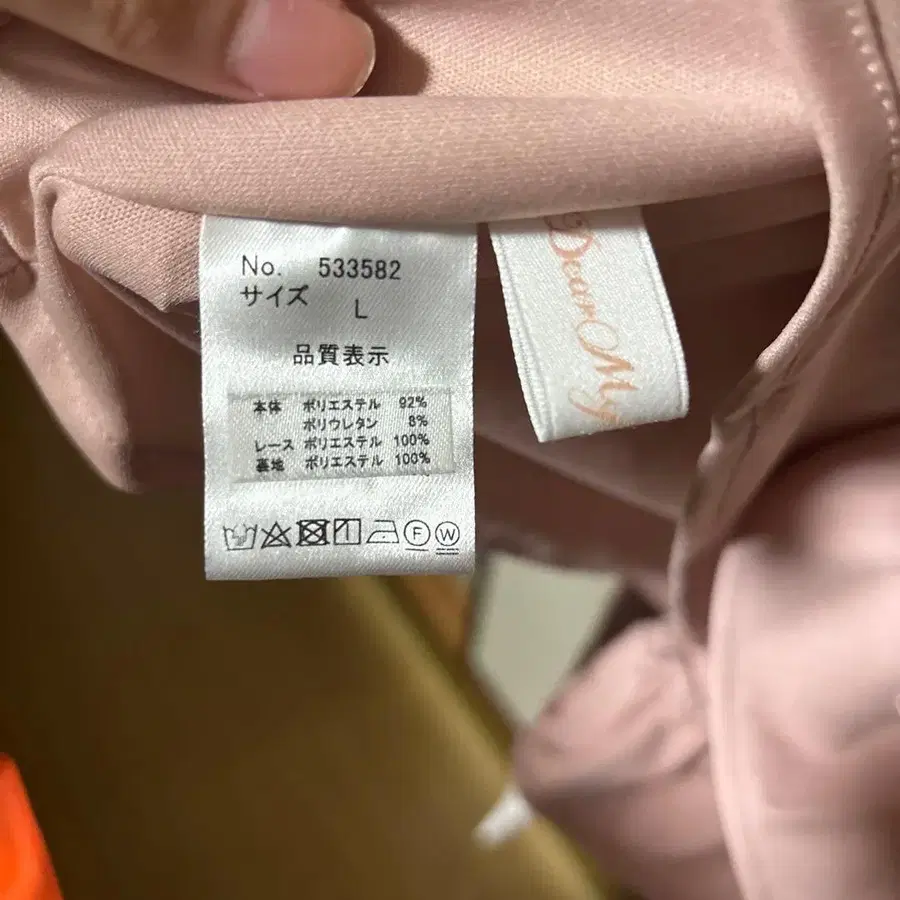 No. 533582
サイズ
L
品質表示
本体 ポリエステル 92%
ポリウレタン 8%
レース ポリエステル 100%
裏地 ポリエステル 100%
F W
Dear My